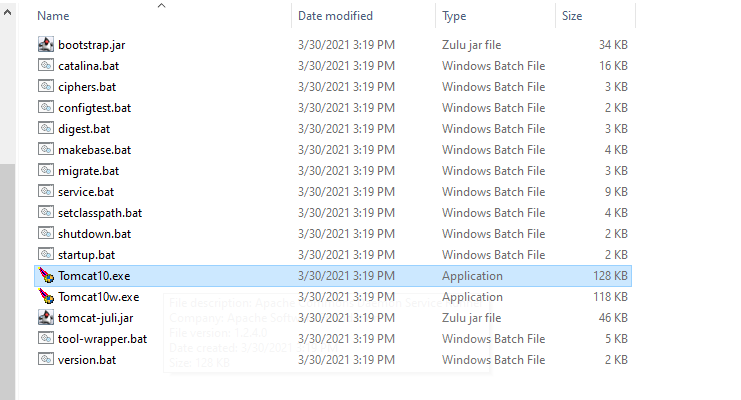 Name Date modified Type Size
bootstrap.jar 3/30/2021 3:19 PM Zulu jar file 34 KB
catalina.bat 3/30/2021 3:19 PM Windows Batch File 16 KB
ciphers.bat 3/30/2021 3:19 PM Windows Batch File 3 KB
configtest.bat 3/30/2021 3:19 PM Windows Batch File 2 KB
digest.bat 3/30/2021 3:19 PM Windows Batch File 3 KB
makebase.bat 3/30/2021 3:19 PM Windows Batch File 4 KB
migrate.bat 3/30/2021 3:19 PM Windows Batch File 3 KB
service.bat 3/30/2021 3:19 PM Windows Batch File 9 KB
setclasspath.bat 3/30/2021 3:19 PM Windows Batch File 4 KB
shutdown.bat 3/30/2021 3:19 PM Windows Batch File 2 KB
startup.bat 3/30/2021 3:19 PM Windows Batch File 2 KB
Tomcat10.exe 3/30/2021 3:19 PM Application 128 KB
Tomcat10w.exe 3/30/2021 3:19 PM Application 118 KB
File description: Apache Service
tomcat-juli.jar 3/30/2021 3:19 PM Zulu jar file 46 KB
Company: Apache Software
File version: 1.2.4.0
tool-wrapper.bat 3/30/2021 3:19 PM Windows Batch File 5 KB
Date created: 3/30/2021
version.bat 3/30/2021 3:19 PM Windows Batch File 2 KB
Size: 128 KB